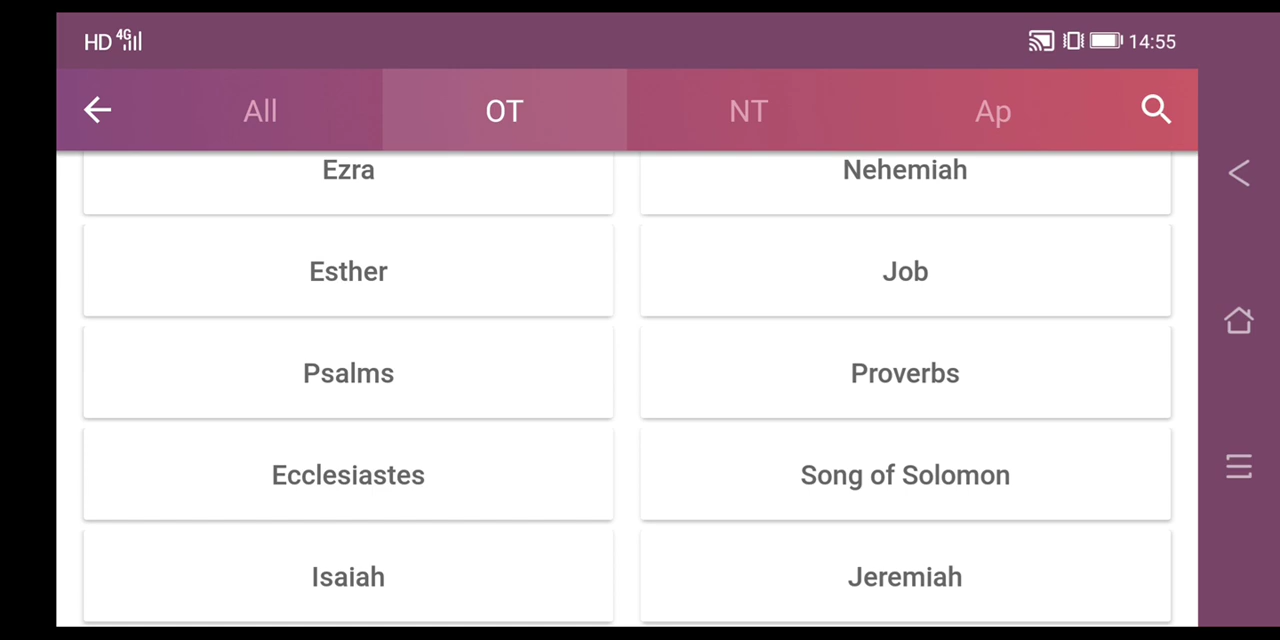 HD 4G 14:55
All OT NT Ap
Ezra Nehemiah
Esther Job
Psalms Proverbs
Ecclesiastes Song of Solomon
Isaiah Jeremiah